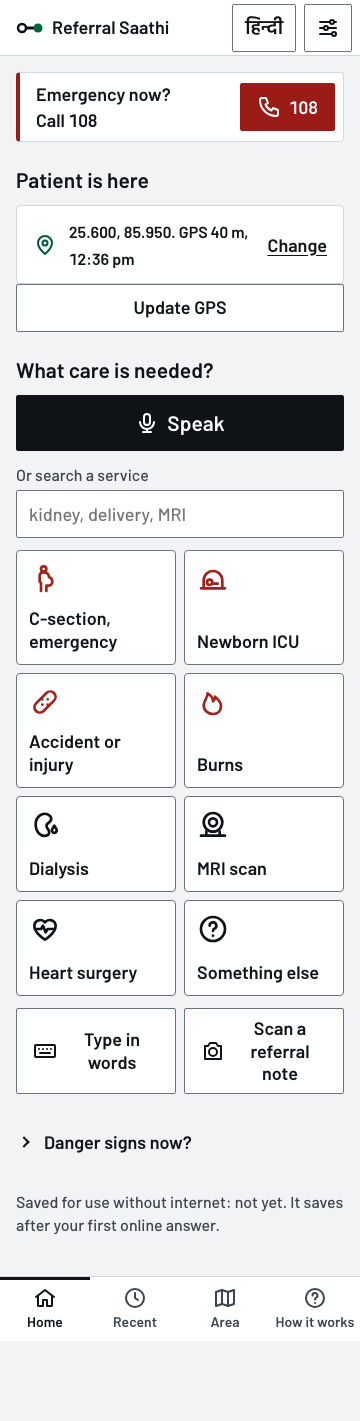 Referral Saathi
हिन्दी
Emergency now?
Call 108
108
Patient is here
25.600, 85.950. GPS 40 m,
12:36 pm
Change
Update GPS
What care is needed?
Speak
Or search a service
kidney, delivery, MRI
C-section,
emergency
Newborn ICU
Accident or
injury
Burns
Dialysis
MRI scan
Heart surgery
Something else
Type in
words
Scan a
referral
note
Danger signs now?
Saved for use without internet: not yet. It saves
after your first online answer.
Home
Recent
Area
How it works